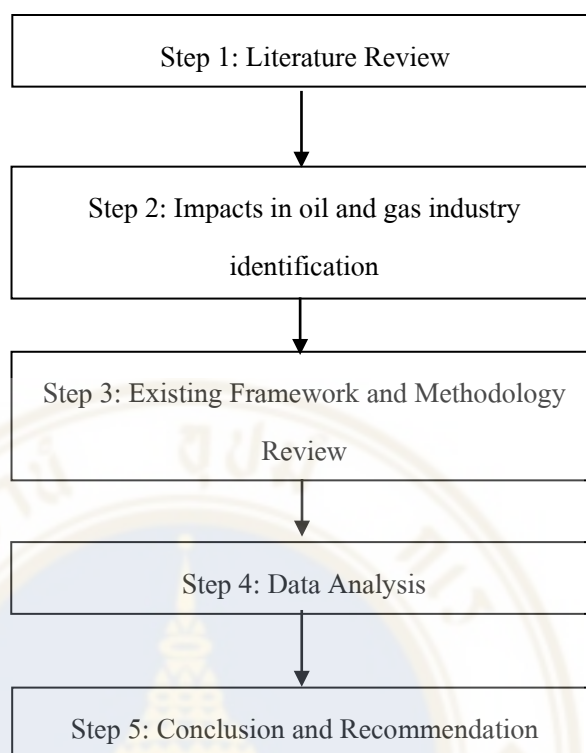 Step 1: Literature Review
Step 2: Impacts in oil and gas industry
identification
Step 3: Existing Framework and Methodology
Review
Step 4: Data Analysis
Step 5: Conclusion and Recommendation